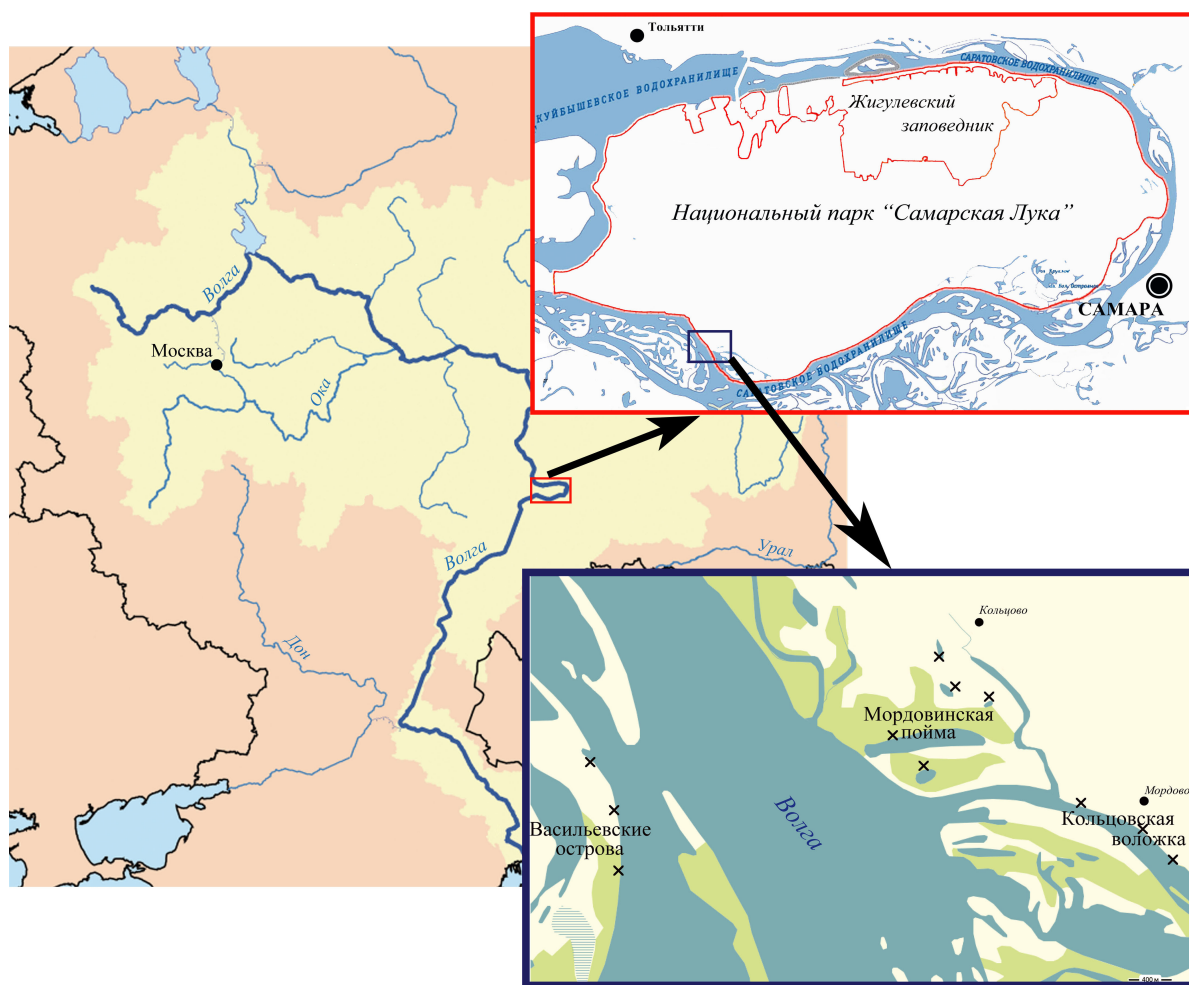 Тольятти
КУЙБЫШЕВСКОЕ ВОДОХРАНИЛИЩЕ
САРАТОВСКОЕ ВОДОХРАНИЛИЩЕ
Жигулевский
заповедник
Национальный парк “Самарская Лука”
САМАРА
САРАТОВСКОЕ ВОДОХРАНИЛИЩЕ
Волга
Москва
Ока
Волга
Урал
Дон
Кольцово
Мордовинская
пойма
Мордово
Кольцовская
воложка
Волга
Васильевские
острова
400 м